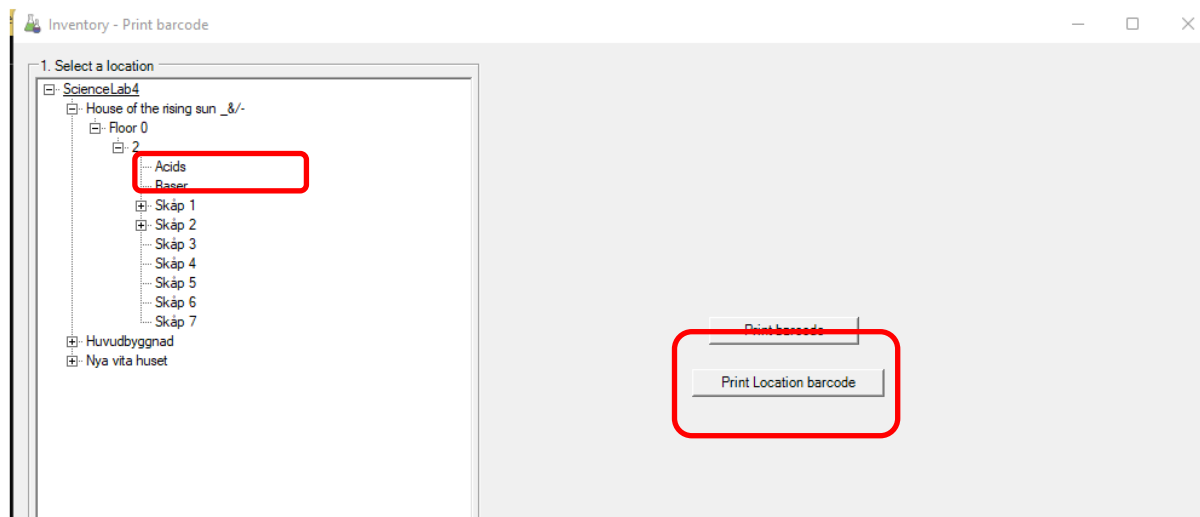 Inventory - Print barcode
1. Select a location
ScienceLab4
House of the rising sun _&/-
Floor 0
2
Acids
Baser
Skåp 1
Skåp 2
Skåp 3
Skåp 4
Skåp 5
Skåp 6
Skåp 7
Huvudbyggnad
Nya vita huset
Print barcode
Print Location barcode